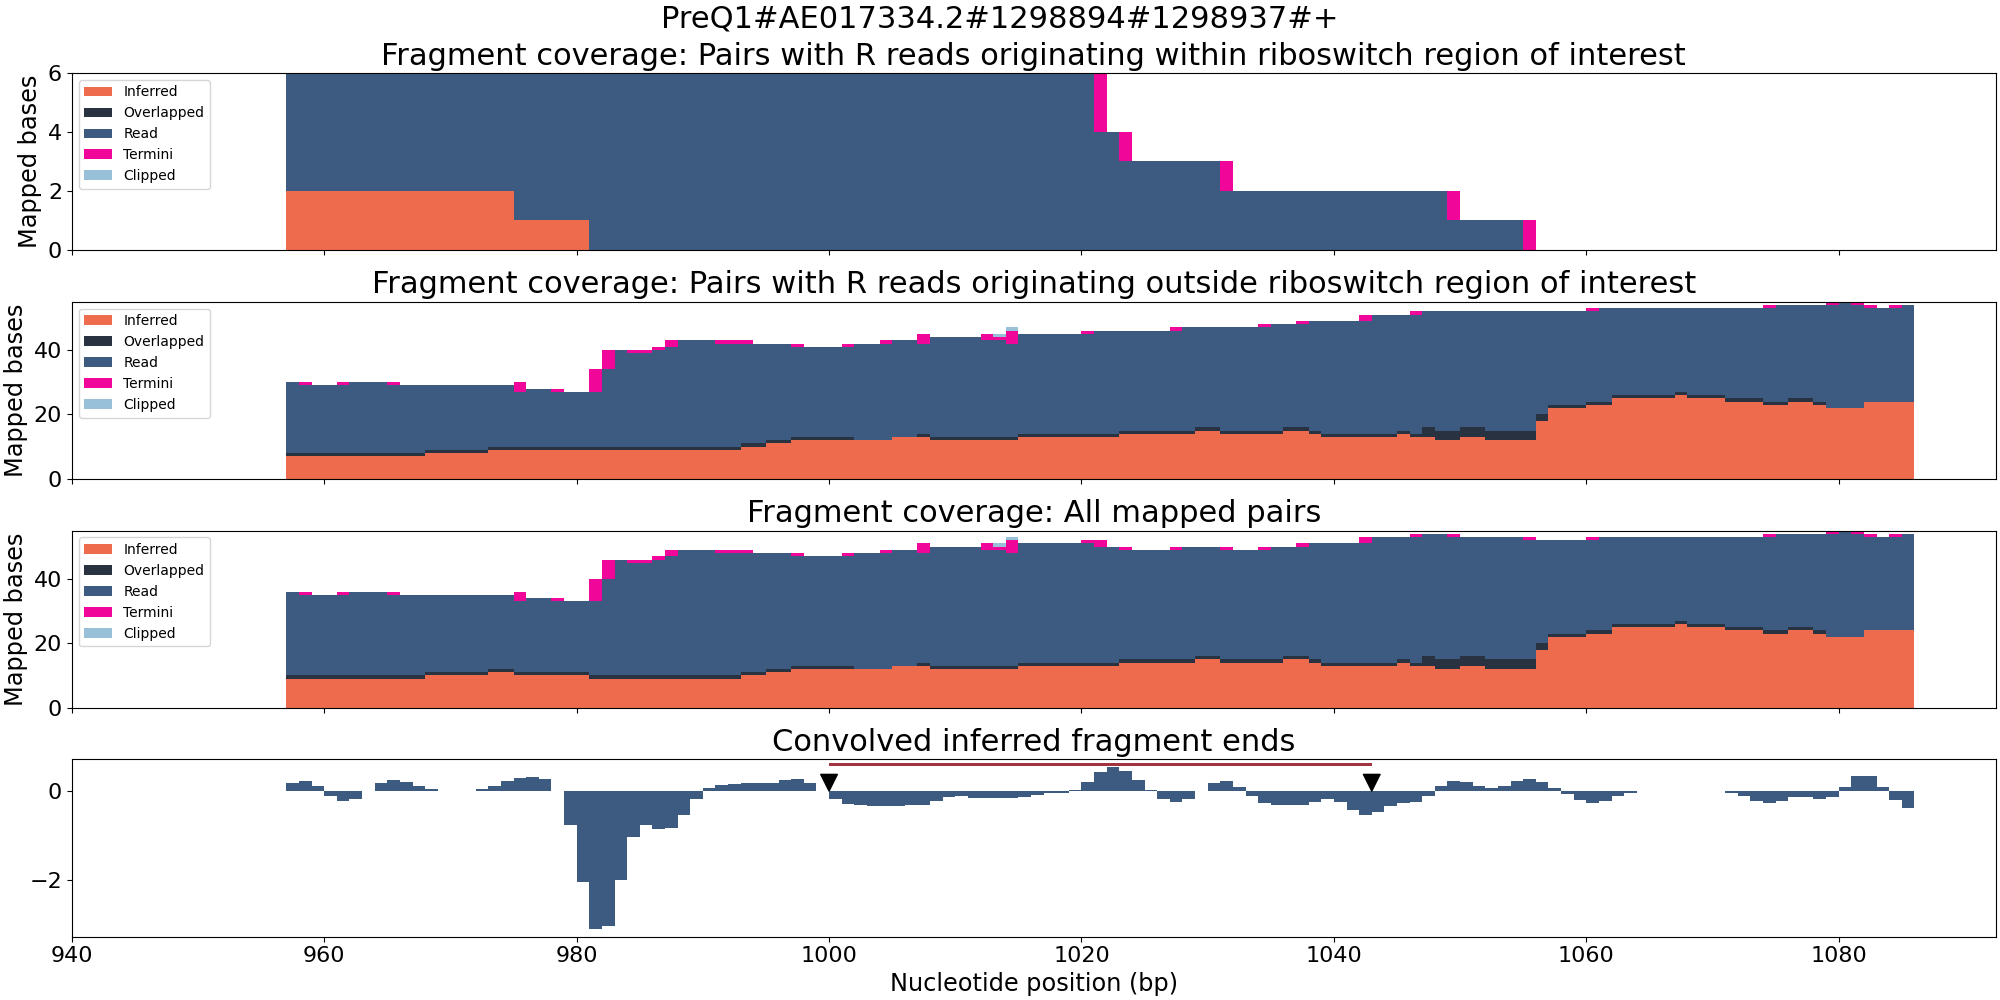 PreQ1#AE017334.2#1298894#1298937#+
Fragment coverage: Pairs with R reads originating within riboswitch region of interest
Mapped bases
6
4
2
0
Inferred
Overlapped
Read
Termini
Clipped
Fragment coverage: Pairs with R reads originating outside riboswitch region of interest
Mapped bases
40
20
0
Inferred
Overlapped
Read
Termini
Clipped
Fragment coverage: All mapped pairs
Mapped bases
40
20
0
Inferred
Overlapped
Read
Termini
Clipped
Convolved inferred fragment ends
0
−2
940 960 980 1000 1020 1040 1060 1080
Nucleotide position (bp)